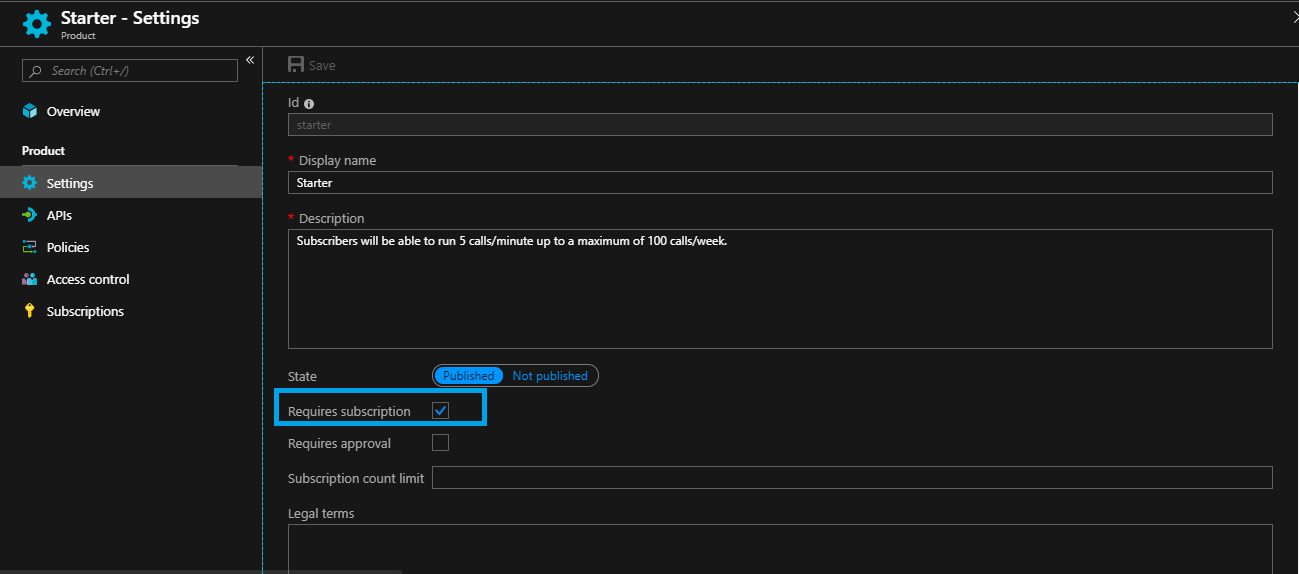 Starter - Settings
Product
Search (Ctrl+/)
«
Overview
Product
Settings
APIs
Policies
Access control
Subscriptions
Save
Id
starter
* Display name
Starter
* Description
Subscribers will be able to run 5 calls/minute up to a maximum of 100 calls/week.
State Published Not published
Requires subscription
Requires approval
Subscription count limit
Legal terms